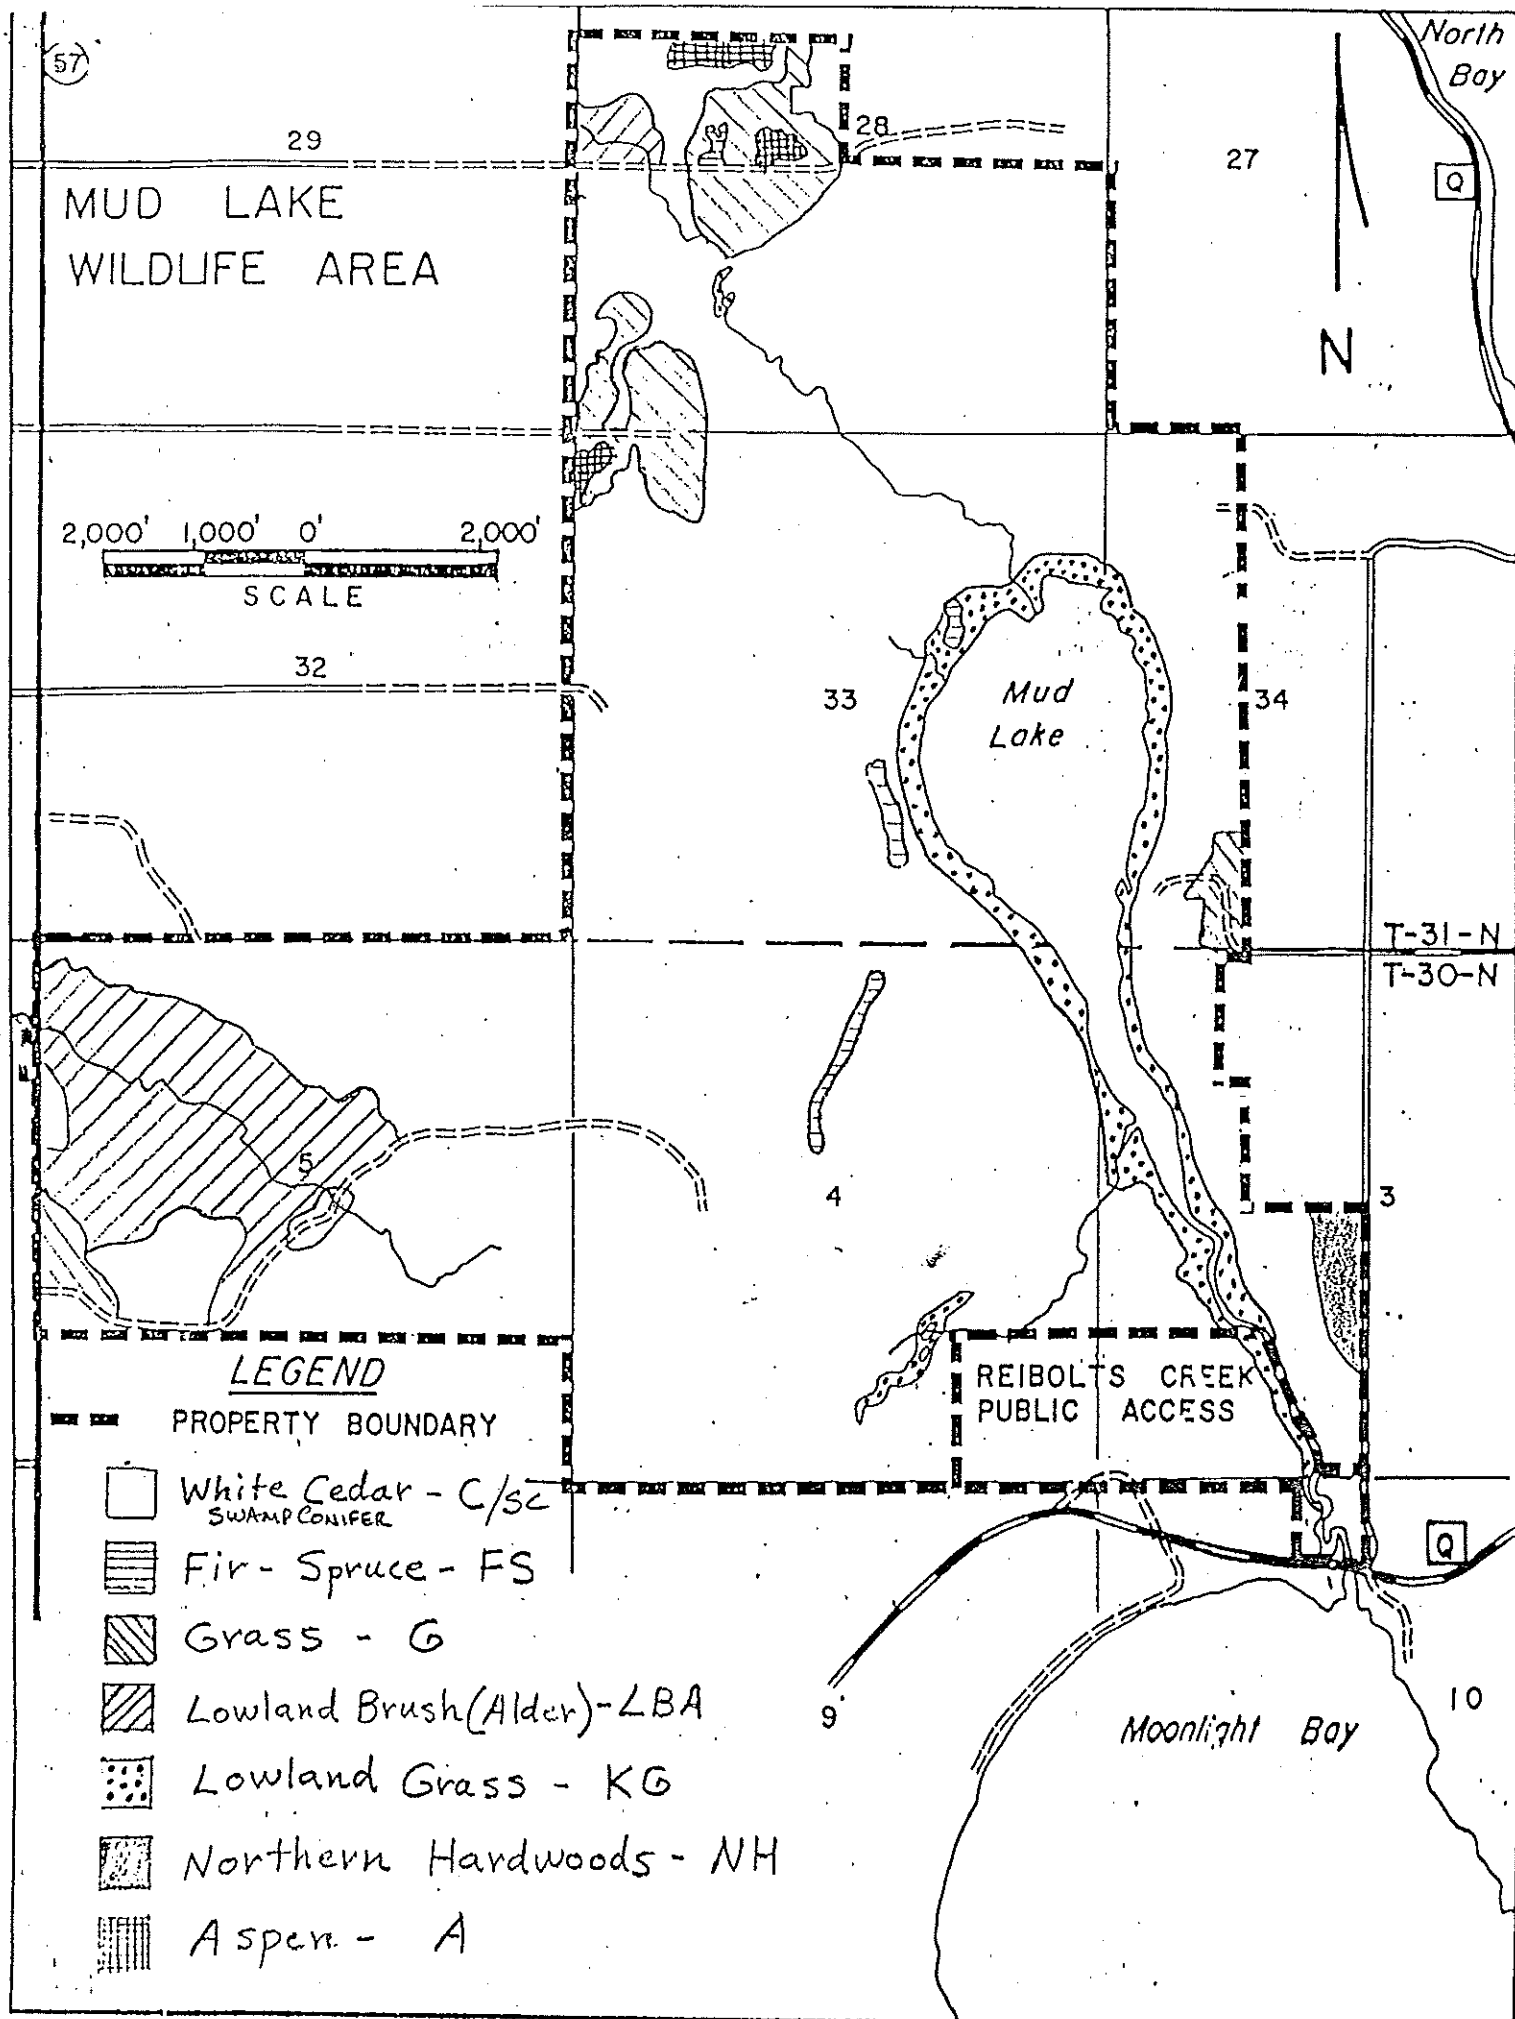 North
Bay
57
28
29
27
Q
MUD LAKE
WILDLIFE AREA
N
2,000' 1,000' 0' 2,000'
SCALE
32
33
Mud
Lake
34
T-31-N
T-30-N
5
4
3
LEGEND
PROPERTY BOUNDARY
REIBOLTS CREEK
PUBLIC ACCESS
White Cedar - C/SC
SWAMP CONIFER
Fir - Spruce - FS
Q
Grass - G
Lowland Brush (Alder) - LBA
9
10
Moonlight Bay
Lowland Grass - KG
Northern Hardwoods - NH
Aspen - A